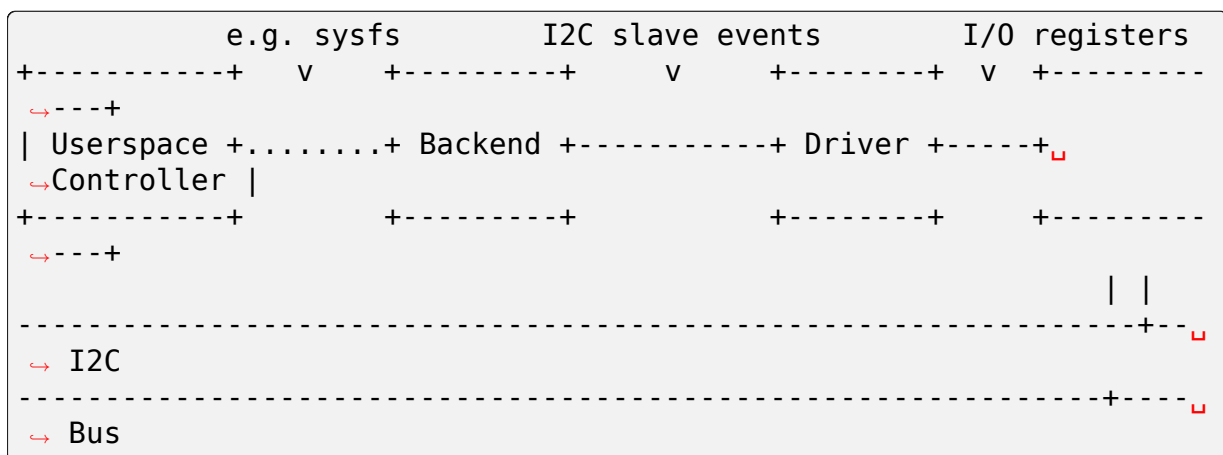 e.g. sysfs        I2C slave events        I/O registers
+-----------+   v    +---------+     v     +--------+  v  +---------
↪---+
| Userspace +........+ Backend +-----------+ Driver +-----+␣
↪Controller |
+-----------+        +---------+           +--------+     +---------
↪---+
                                                              | |
----------------------------------------------------------------+--␣
↪ I2C
--------------------------------------------------------------+----␣
↪ Bus